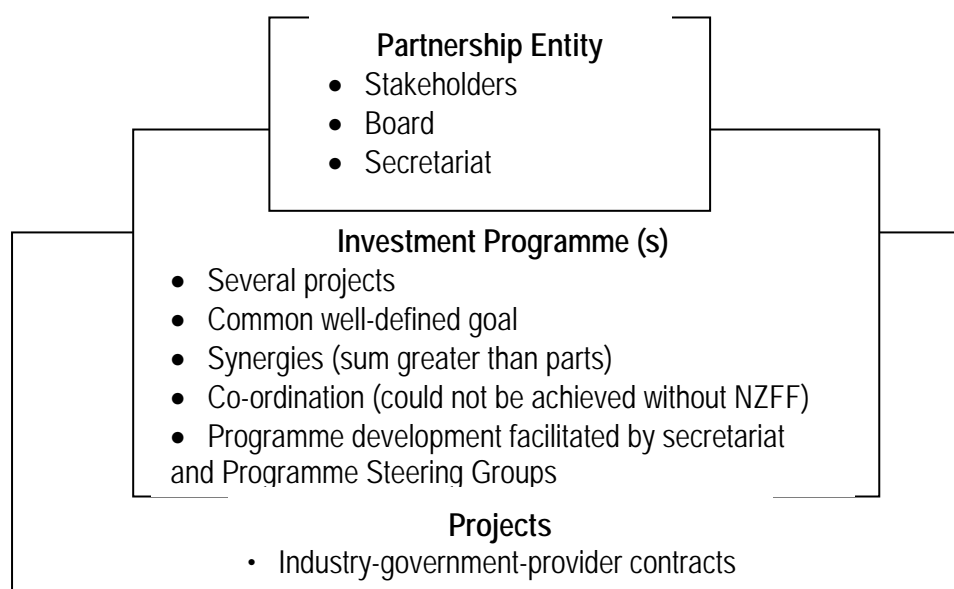 Partnership Entity
• Stakeholders
• Board
• Secretariat
Investment Programme (s)
• Several projects
• Common well-defined goal
• Synergies (sum greater than parts)
• Co-ordination (could not be achieved without NZFF)
• Programme development facilitated by secretariat
and Programme Steering Groups
Projects
• Industry-government-provider contracts